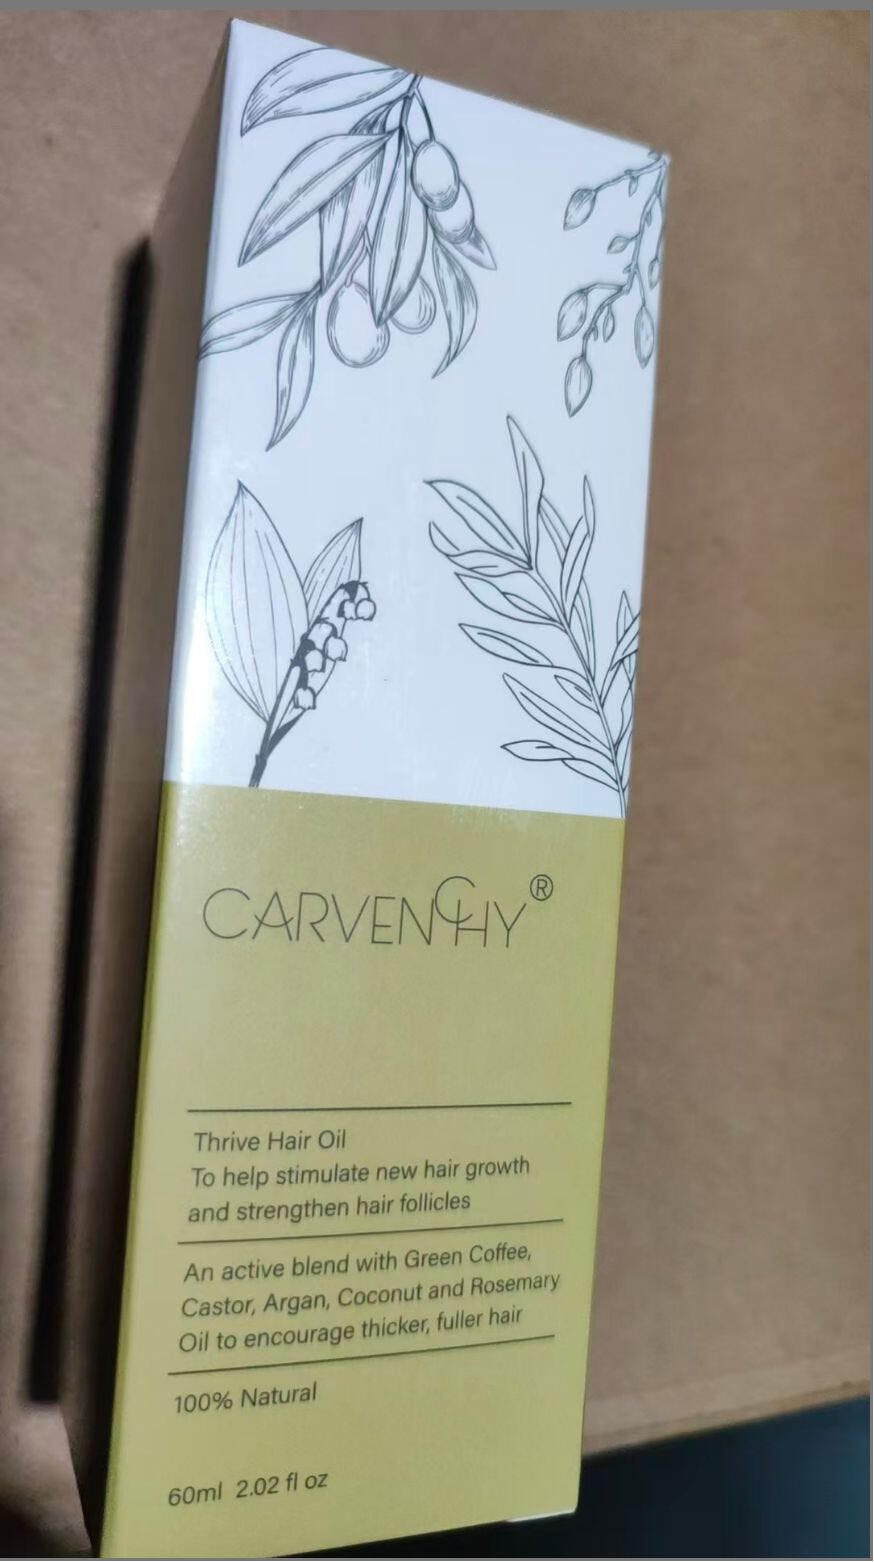 CARVENCHY®
Thrive Hair Oil
To help stimulate new hair growth
and strengthen hair follicles
An active blend with Green Coffee,
Castor, Argan, Coconut and Rosemary
Oil to encourage thicker, fuller hair
100% Natural
60ml 2.02 fl oz